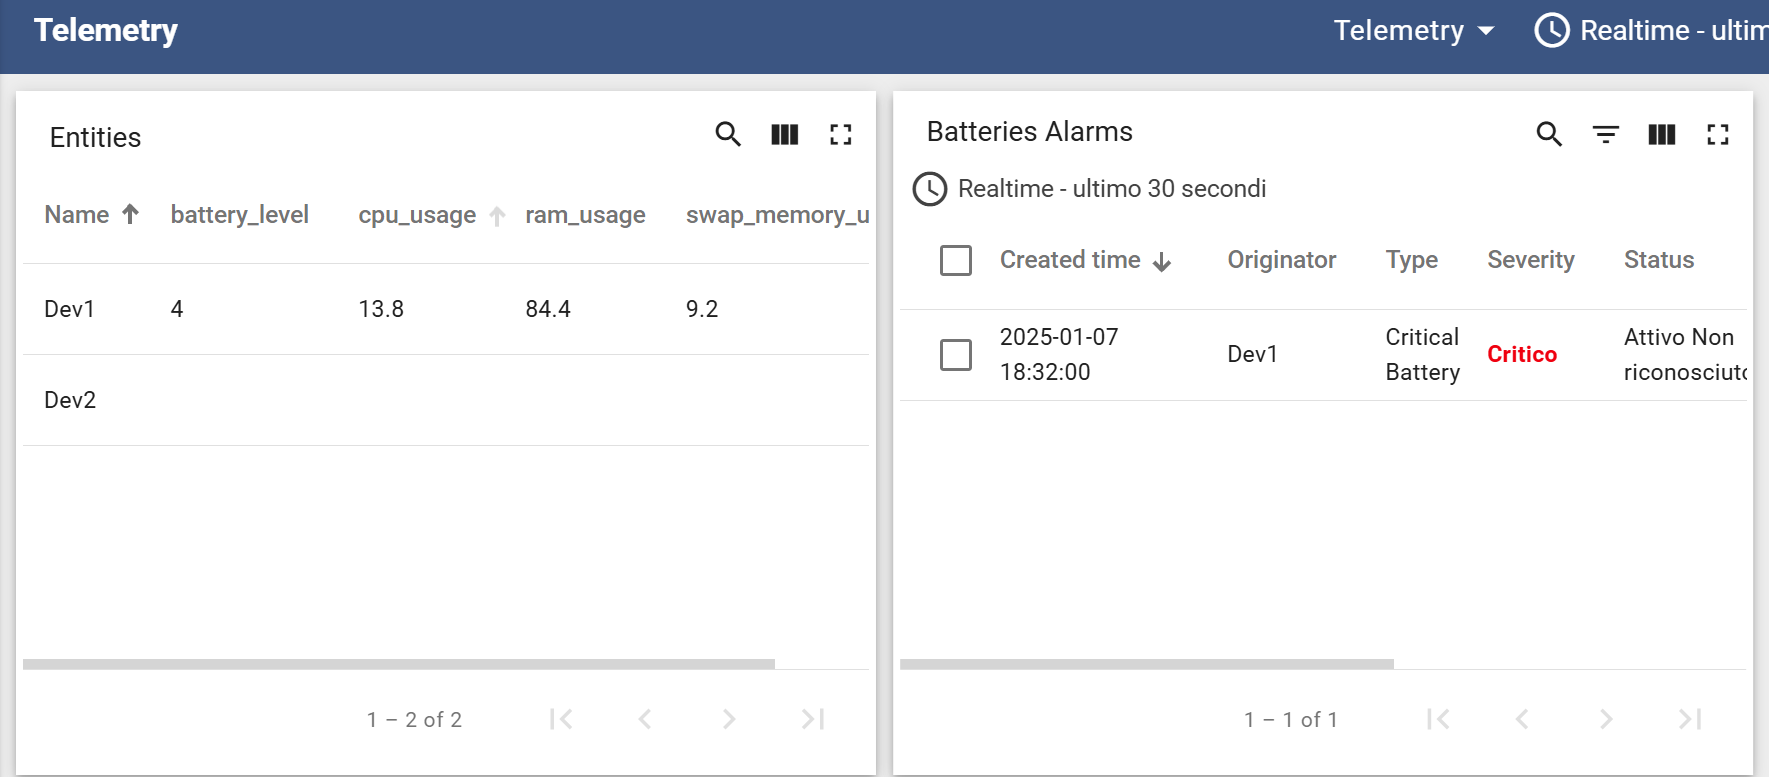 Telemetry
Telemetry
Realtime - ultim
Entities
Name battery_level cpu_usage ram_usage swap_memory_u
Dev1 4 13.8 84.4 9.2
Dev2
1 – 2 of 2
Batteries Alarms
Realtime - ultimo 30 secondi
Created time Originator Type Severity Status
2025-01-07
18:32:00
Dev1
Critical
Battery
Critico
Attivo Non
riconosciuto
1 – 1 of 1